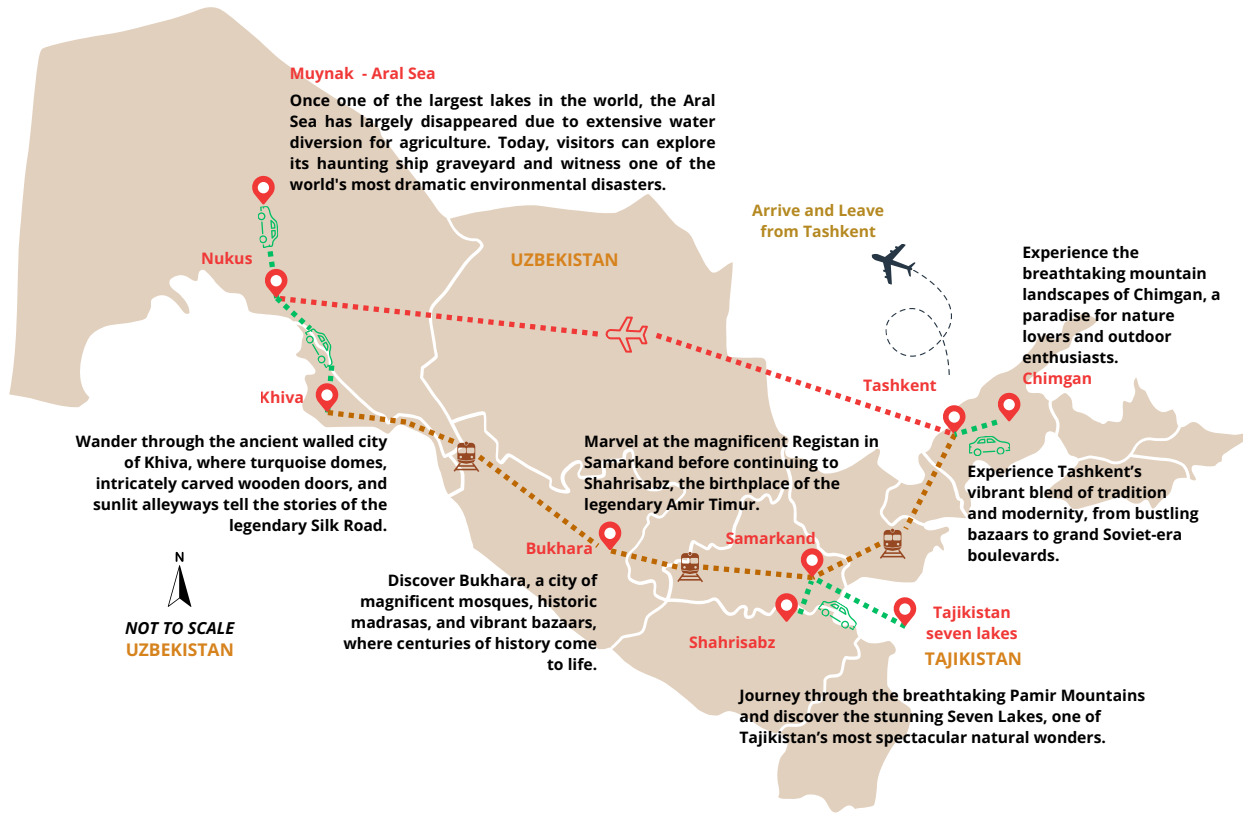 Muynak - Aral Sea
Once one of the largest lakes in the world, the Aral
Sea has largely disappeared due to extensive water
diversion for agriculture. Today, visitors can explore
its haunting ship graveyard and witness one of the
world's most dramatic environmental disasters.
Arrive and Leave
from Tashkent
Nukus
UZBEKISTAN
Experience the
breathtaking mountain
landscapes of Chimgan, a
paradise for nature
lovers and outdoor
enthusiasts.
Chimgan
Tashkent
Khiva
Wander through the ancient walled city
of Khiva, where turquoise domes,
intricately carved wooden doors, and
sunlit alleyways tell the stories of the
legendary Silk Road.
Marvel at the magnificent Registan in
Samarkand before continuing to
Shahrisabz, the birthplace of the
legendary Amir Timur.
Experience Tashkent’s
vibrant blend of tradition
and modernity, from bustling
bazaars to grand Soviet-era
boulevards.
Bukhara
Samarkand
Discover Bukhara, a city of
magnificent mosques, historic
madrasas, and vibrant bazaars,
where centuries of history come
to life.
N
NOT TO SCALE
UZBEKISTAN
Shahrisabz
Tajikistan
seven lakes
TAJIKISTAN
Journey through the breathtaking Pamir Mountains
and discover the stunning Seven Lakes, one of
Tajikistan’s most spectacular natural wonders.